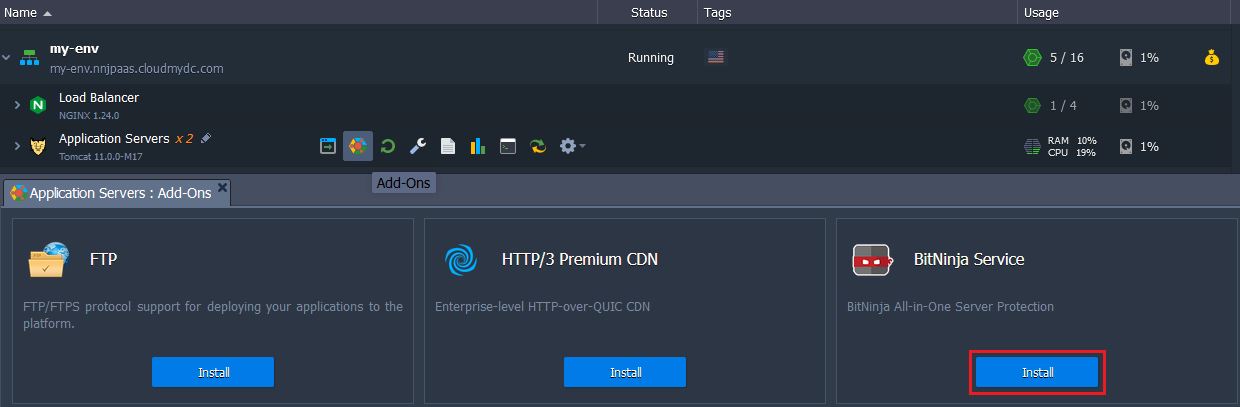 Name Status Tags Usage
my-env Running 5 / 16 1%
my-env.nnjpaas.cloudmydc.com
Load Balancer 1 / 4 1%
NGINX 1.24.0
Application Servers x 2 RAM 10% 1%
Tomcat 11.0.0-M17 CPU 19%
Add-Ons
Application Servers : Add-Ons
FTP
FTP/FTPS protocol support for deploying your applications to the
platform.
Install
HTTP/3 Premium CDN
Enterprise-level HTTP-over-QUIC CDN
Install
BitNinja Service
BitNinja All-in-One Server Protection
Install